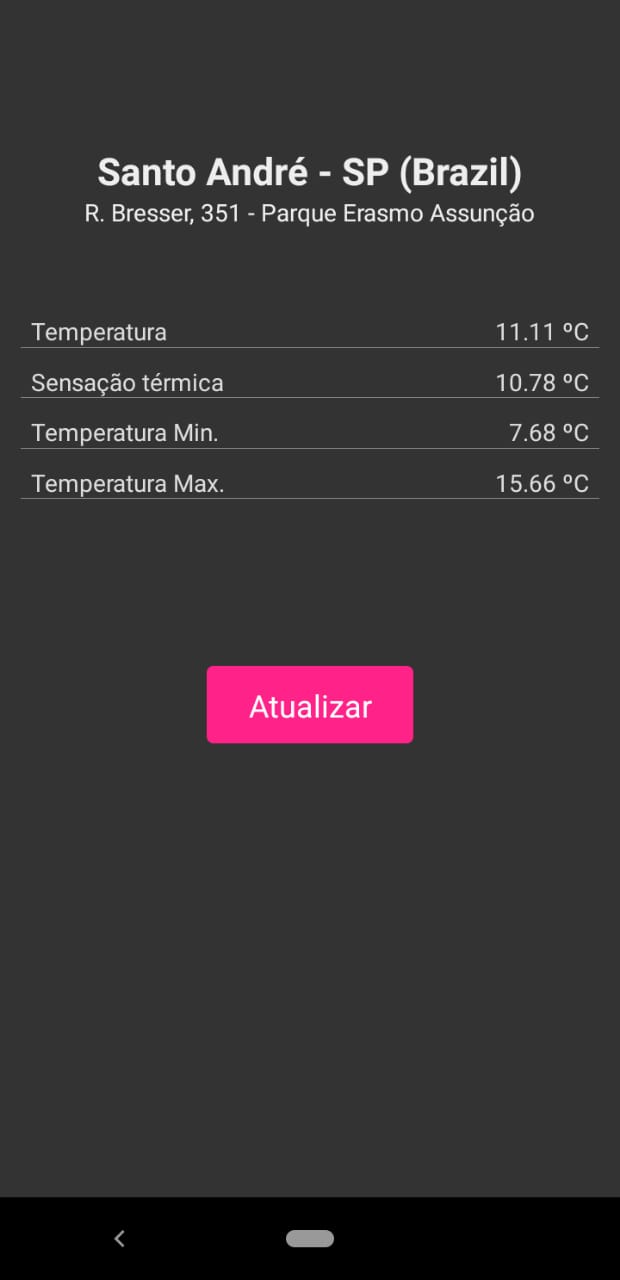 Santo André - SP (Brazil)
R. Bresser, 351 - Parque Erasmo Assunção
Temperatura 11.11 ºC
Sensação térmica 10.78 ºC
Temperatura Min. 7.68 ºC
Temperatura Max. 15.66 ºC
Atualizar